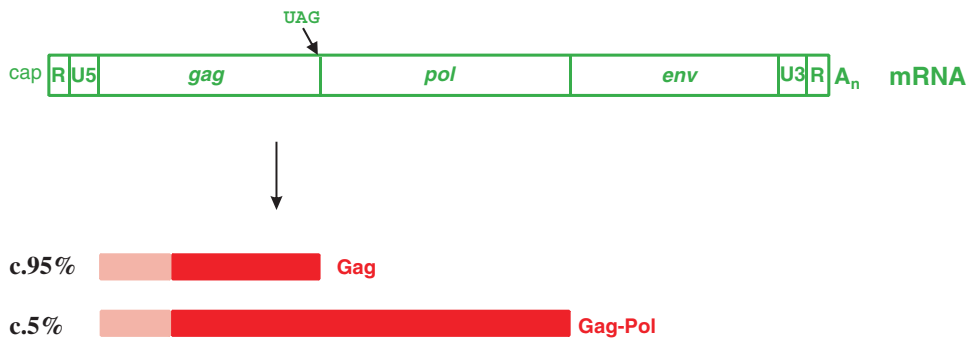 UAG
cap R U5 gag pol env U3 R An mRNA
c.95% Gag
c.5% Gag-Pol